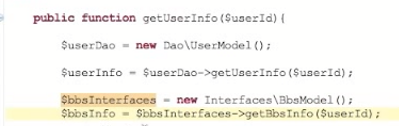 public function getUserInfo($userId){
$userDao = new Dao\UserModel();
$userInfo = $userDao->getUserInfo($userId);
$bbsInterfaces = new Interfaces\BbsModel();
$bbsInfo = $bbsInterfaces->getBbsInfo($userId);